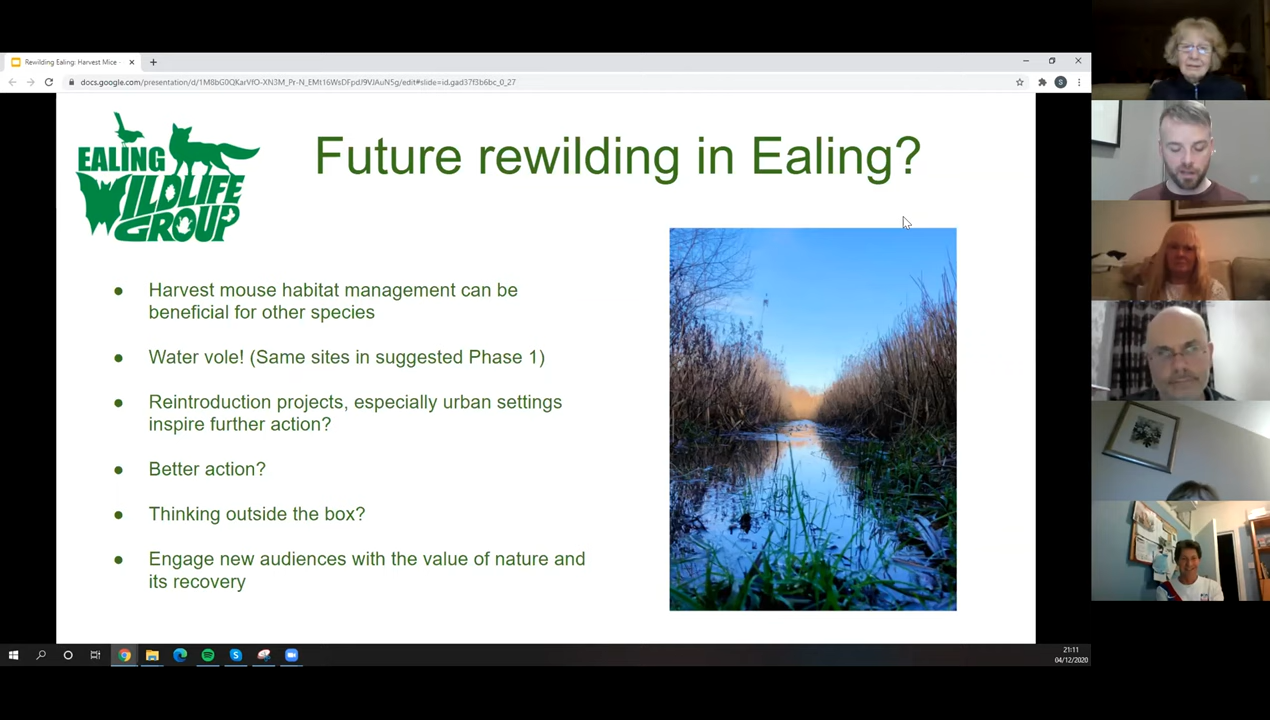 Rewilding Ealing: Harvest Mice
docs.google.com/presentation/d/1M8bG0QKarVfO-XN3M_Pr-N_EMt16WsDFpdJ9VJAuN5g/edit#slide=id.gad37f3b6bc_0_27
S
EALING
WILDLIFE
GROUP
Future rewilding in Ealing?
● Harvest mouse habitat management can be
beneficial for other species
● Water vole! (Same sites in suggested Phase 1)
● Reintroduction projects, especially urban settings
inspire further action?
● Better action?
● Thinking outside the box?
● Engage new audiences with the value of nature and
its recovery
21:11
04/12/2020